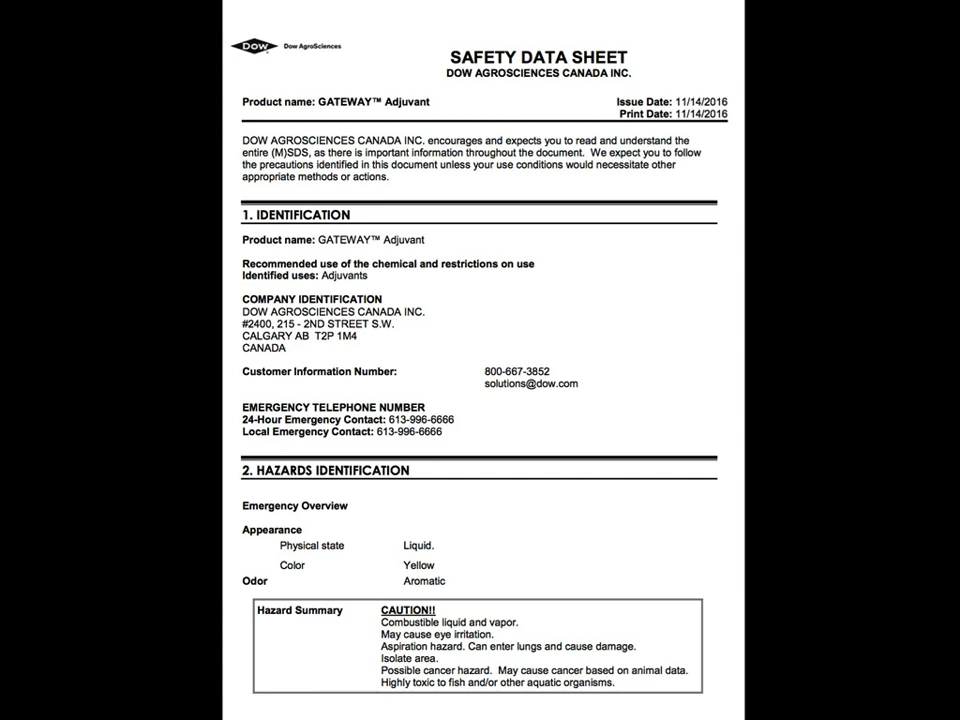 Dow Dow AgroSciences
SAFETY DATA SHEET
DOW AGROSCIENCES CANADA INC.
Product name: GATEWAY™ Adjuvant Issue Date: 11/14/2016
Print Date: 11/14/2016
DOW AGROSCIENCES CANADA INC. encourages and expects you to read and understand the
entire (M)SDS, as there is important information throughout the document. We expect you to follow
the precautions identified in this document unless your use conditions would necessitate other
appropriate methods or actions.
1. IDENTIFICATION
Product name: GATEWAY™ Adjuvant
Recommended use of the chemical and restrictions on use
Identified uses: Adjuvants
COMPANY IDENTIFICATION
DOW AGROSCIENCES CANADA INC.
#2400, 215 - 2ND STREET S.W.
CALGARY AB T2P 1M4
CANADA
Customer Information Number: 800-667-3852
solutions@dow.com
EMERGENCY TELEPHONE NUMBER
24-Hour Emergency Contact: 613-996-6666
Local Emergency Contact: 613-996-6666
2. HAZARDS IDENTIFICATION
Emergency Overview
Appearance
Physical state Liquid.
Color Yellow
Odor Aromatic
Hazard Summary CAUTION!!
Combustible liquid and vapor.
May cause eye irritation.
Aspiration hazard. Can enter lungs and cause damage.
Isolate area.
Possible cancer hazard. May cause cancer based on animal data.
Highly toxic to fish and/or other aquatic organisms.